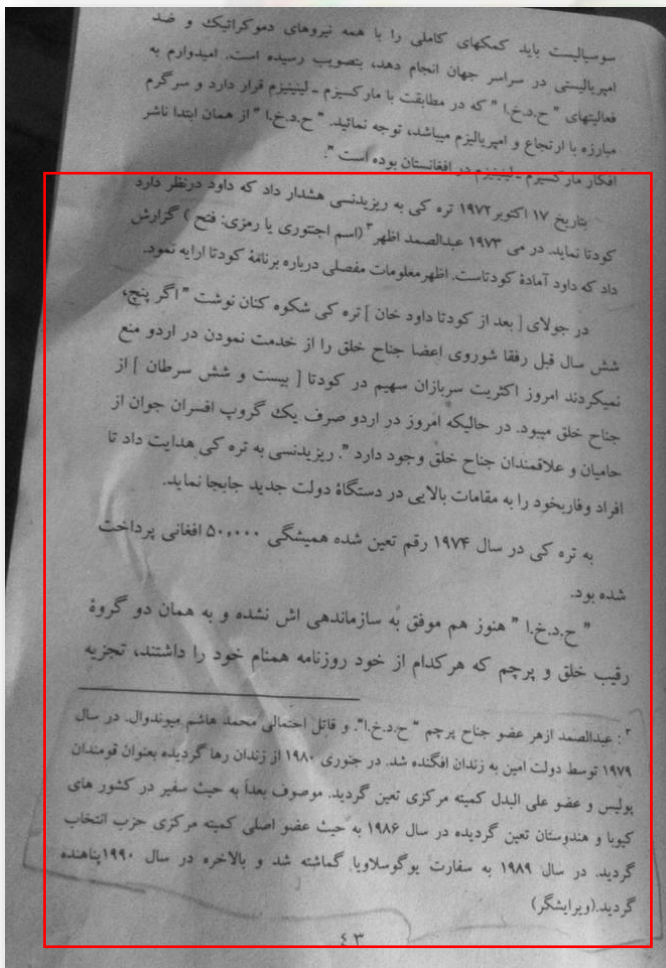 سوسیالیست باید کمکهای کاملی را با همه نیروهای دموکراتیک و ضد
امپریالیستی در سراسر جهان انجام دهد، بتصویب رسیده است. امیدوارم به
فعالیتهای " ح.د.خ.ا " که در مطابقت با مارکسیزم ـ لینینیزم قرار دارد و سرگرم
مبارزه با ارتجاع و امپریالیزم میباشد، توجه نمائید. " ح.د.خ.ا " از همان ابتدا ناشر
افکار مارکسیزم ـ لینینیزم در افغانستان بوده است ".
بتاریخ ۱۷ اکتوبر ۱۹۷۲ تره کی به ریزیدنسی هشدار داد که داود درنظر دارد
کودتا نماید. در می ۱۹۷۳ عبدالصمد اظهر۳ (اسم اجنتوری یا رمزی: فتح ) گزارش
داد که داود آمادهٔ کودتاست. اظهرمعلومات مفصلی درباره برنامهٔ کودتا ارایه نمود.
در جولای [ بعد از کودتا داود خان ] تره کی شکوه کنان نوشت " اگر پنج،
شش سال قبل رفقا شوروی اعضا جناح خلق را از خدمت نمودن در اردو منع
نمیکردند امروز اکثریت سربازان سهیم در کودتا [ بیست و شش سرطان ] از
جناح خلق میبود. در حالیکه امروز در اردو صرف یک گروپ افسران جوان از
حامیان و علاقمندان جناح خلق وجود دارد ". ریزیدنسی به تره کی هدایت داد تا
افراد وفاربخود را به مقامات بالایی در دستگاهٔ دولت جدید جابجا نماید.
به تره کی در سال ۱۹۷۴ رقم تعین شده همیشگی ۵۰,۰۰۰ افغانی پرداخت
شده بود.
" ح.د.خ.ا " هنوز هم موفق به سازماندهی اش نشده و به همان دو گروهٔ
رقیب خلق و پرچم که هرکدام از خود روزنامه همنام خود را داشتند، تجزیه
۳: عبدالصمد ازهر عضو جناح پرچم " ح.د.خ.ا". و قاتل احتمالی محمد هاشم میوندوال. در سال
۱۹۷۹ توسط دولت امین به زندان افگنده شد. در جنوری ۱۹۸۰ از زندان رها گردیده بعنوان قومندان
پولیس و عضو علی البدل کمیته مرکزی تعین گردید. موصوف بعداً به حیث سفیر در کشور های
کیوبا و هندوستان تعین گردیده در سال ۱۹۸۶ به حیث عضو اصلی کمیته مرکزی حزب انتخاب
گردید. در سال ۱۹۸۹ به سفارت یوگوسلاویا گماشته شد و بالاخره در سال ۱۹۹۰پناهنده
گردید.(ویرایشگر)
٤٣